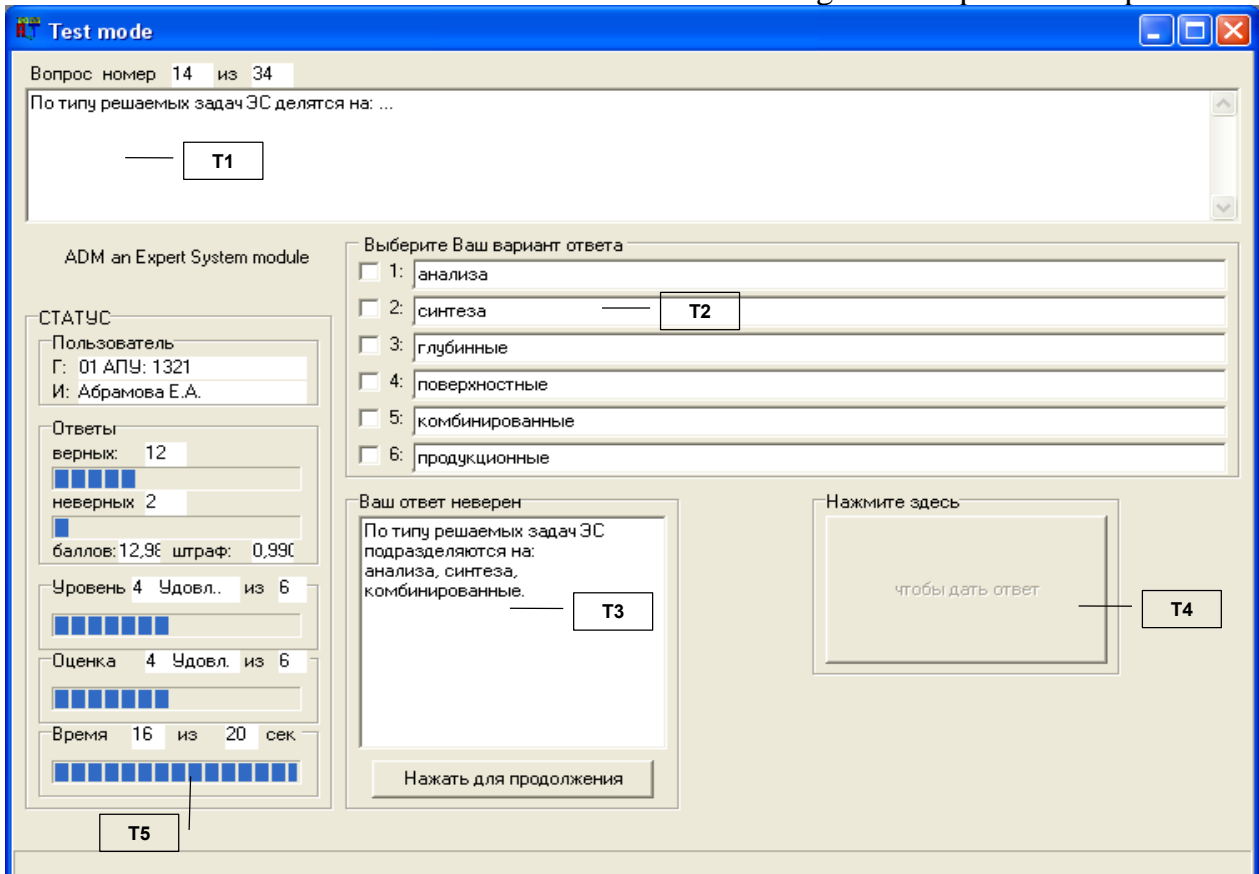 Test mode
Вопрос номер 14 из 34
По типу решаемых задач ЭС делятся на: ...
T1
ADM an Expert System module
Выберите Ваш вариант ответа
1: анализа
2: синтеза
T2
3: глубинные
4: поверхностные
5: комбинированные
6: продукционные
СТАТУС
Пользователь
Г: 01 АПУ: 1321
И: Абрамова Е.А.
Ответы
верных: 12
неверных 2
баллов: 12,98 штраф: 0,990
Уровень 4 Удовл.. из 6
Оценка 4 Удовл. из 6
Время 16 из 20 сек
T5
Ваш ответ неверен
По типу решаемых задач ЭС
подразделяются на:
анализа, синтеза,
комбинированные.
T3
Нажать для продолжения
Нажмите здесь
чтобы дать ответ
T4